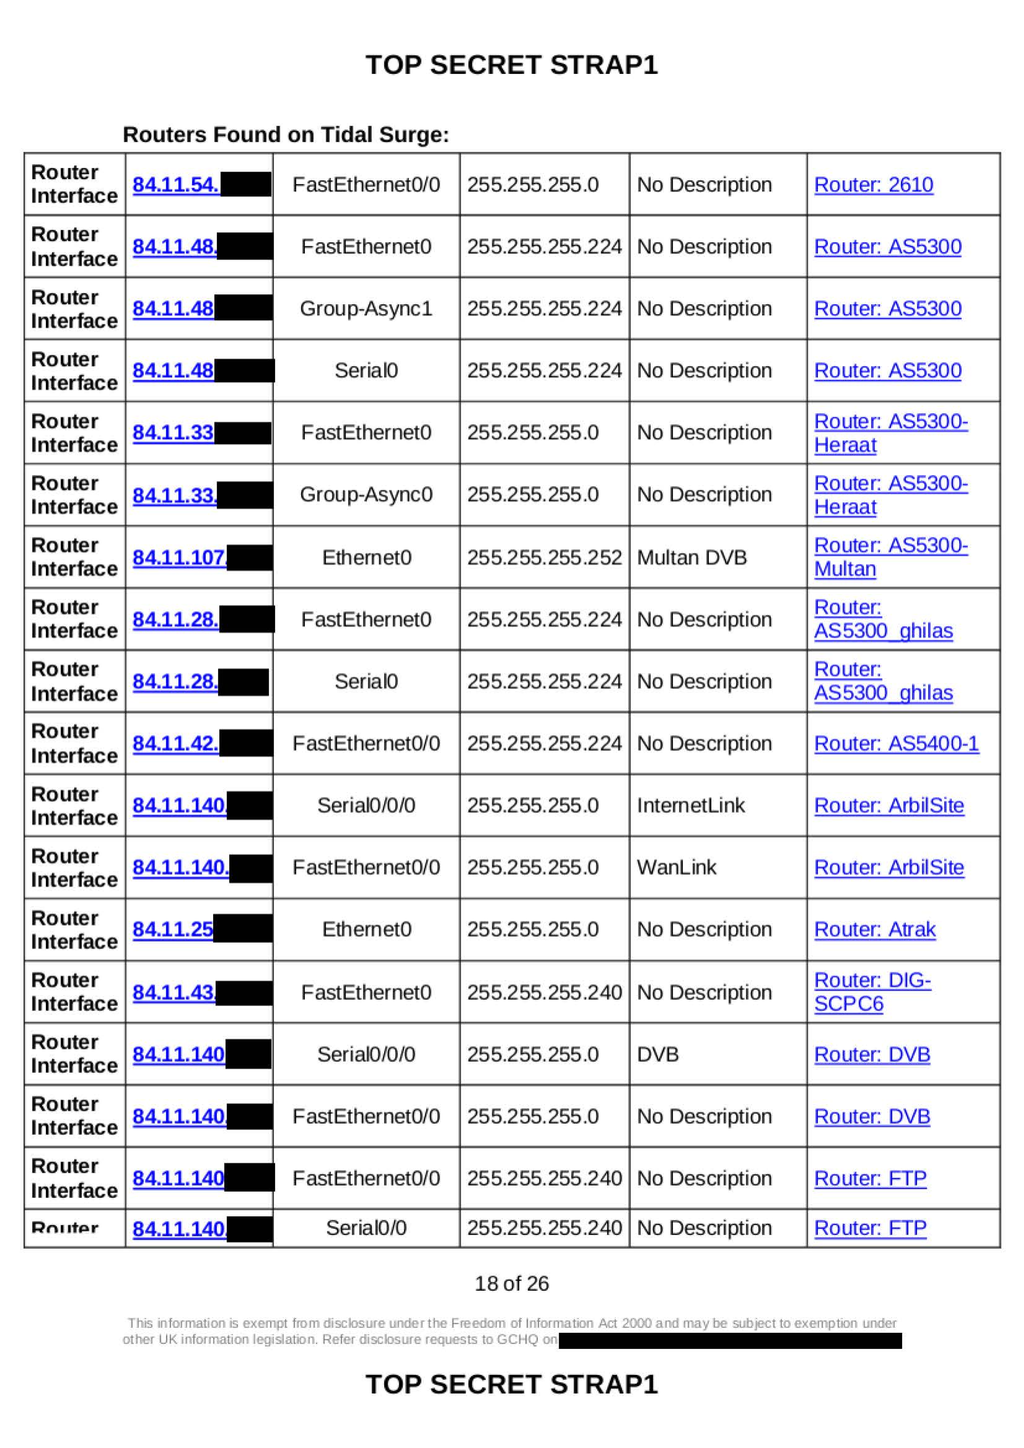 TOP SECRET STRAP1
Routers Found on Tidal Surge:
Router Interface 84.11.54. FastEthernet0/0 255.255.255.0 No Description Router: 2610
Router Interface 84.11.48. FastEthernet0 255.255.255.224 No Description Router: AS5300
Router Interface 84.11.48 Group-Async1 255.255.255.224 No Description Router: AS5300
Router Interface 84.11.48 Serial0 255.255.255.224 No Description Router: AS5300
Router Interface 84.11.33 FastEthernet0 255.255.255.0 No Description Router: AS5300-Heraat
Router Interface 84.11.33. Group-Async0 255.255.255.0 No Description Router: AS5300-Heraat
Router Interface 84.11.107. Ethernet0 255.255.255.252 Multan DVB Router: AS5300-Multan
Router Interface 84.11.28. FastEthernet0 255.255.255.224 No Description Router: AS5300_ghilas
Router Interface 84.11.28. Serial0 255.255.255.224 No Description Router: AS5300_ghilas
Router Interface 84.11.42. FastEthernet0/0 255.255.255.224 No Description Router: AS5400-1
Router Interface 84.11.140. Serial0/0/0 255.255.255.0 InternetLink Router: ArbilSite
Router Interface 84.11.140. FastEthernet0/0 255.255.255.0 WanLink Router: ArbilSite
Router Interface 84.11.25 Ethernet0 255.255.255.0 No Description Router: Atrak
Router Interface 84.11.43. FastEthernet0 255.255.255.240 No Description Router: DIG-SCPC6
Router Interface 84.11.140 Serial0/0/0 255.255.255.0 DVB Router: DVB
Router Interface 84.11.140. FastEthernet0/0 255.255.255.0 No Description Router: DVB
Router Interface 84.11.140 FastEthernet0/0 255.255.255.240 No Description Router: FTP
Router 84.11.140. Serial0/0 255.255.255.240 No Description Router: FTP
18 of 26
This information is exempt from disclosure under the Freedom of Information Act 2000 and may be subject to exemption under
other UK information legislation. Refer disclosure requests to GCHQ on
TOP SECRET STRAP1